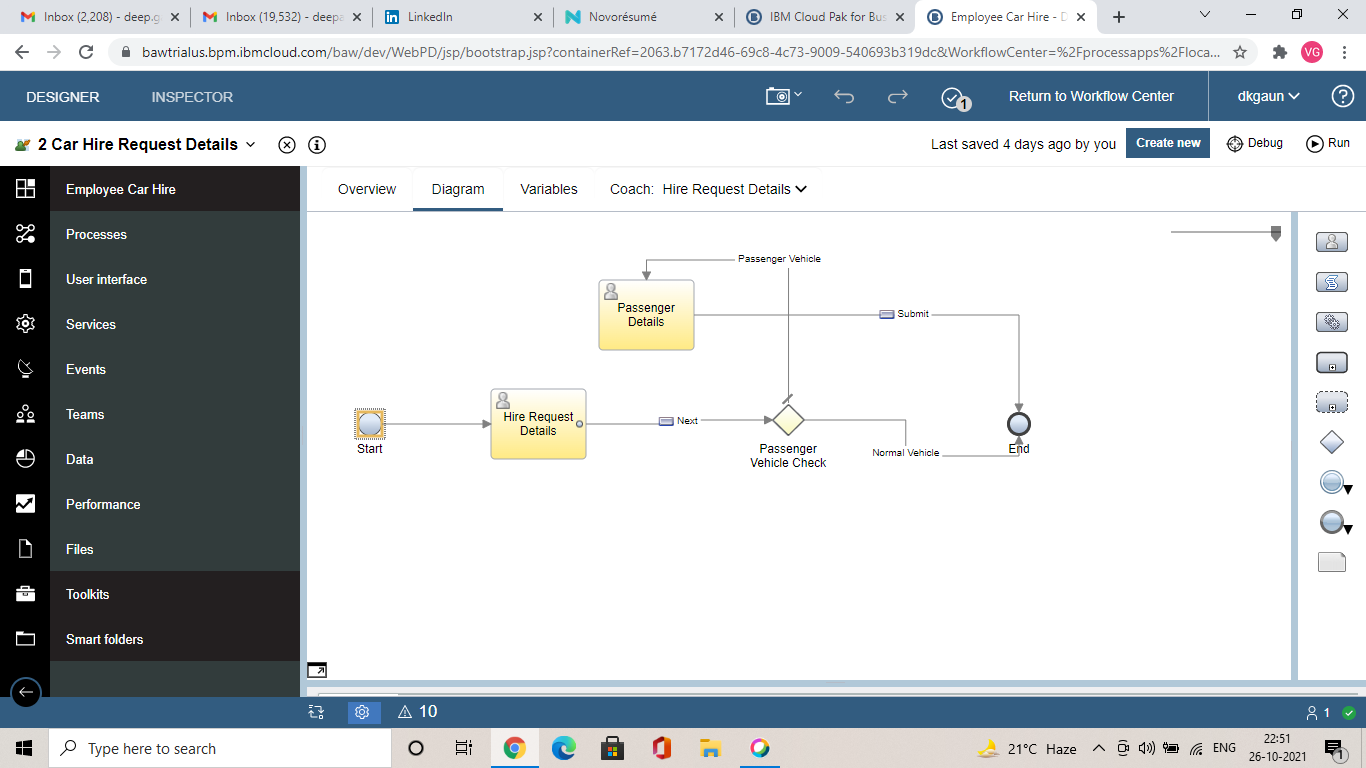 Inbox (2,208) - deep.g
Inbox (19,532) - deepa
LinkedIn
Novorésumé
IBM Cloud Pak for Bus
Employee Car Hire - D
bawtrialus.bpm.ibmcloud.com/baw/dev/WebPD/jsp/bootstrap.jsp?containerRef=2063.b7172d46-69c8-4c73-9009-540693b319dc&WorkflowCenter=%2Fprocessapps%2Floca...
VG
DESIGNER
INSPECTOR
1
Return to Workflow Center
dkgaun
2 Car Hire Request Details
Last saved 4 days ago by you
Create new
Debug
Run
Employee Car Hire
Processes
User interface
Services
Events
Teams
Data
Performance
Files
Toolkits
Smart folders
Overview
Diagram
Variables
Coach: Hire Request Details
Passenger Vehicle
Passenger
Details
Submit
Start
Hire Request
Details
Next
Passenger
Vehicle Check
Normal Vehicle
End
10
1
Type here to search
21°C Haze
ENG
22:51
26-10-2021
1